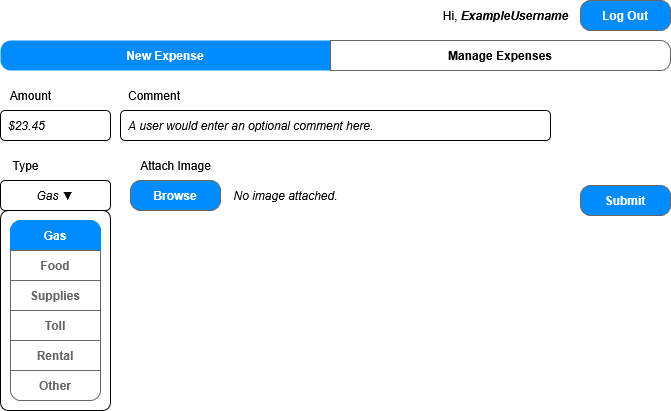 Hi, ExampleUsername
Log Out
New Expense
Manage Expenses
Amount
Comment
$23.45
A user would enter an optional comment here.
Type
Attach Image
Gas ▼
Browse
No image attached.
Submit
Gas
Food
Supplies
Toll
Rental
Other